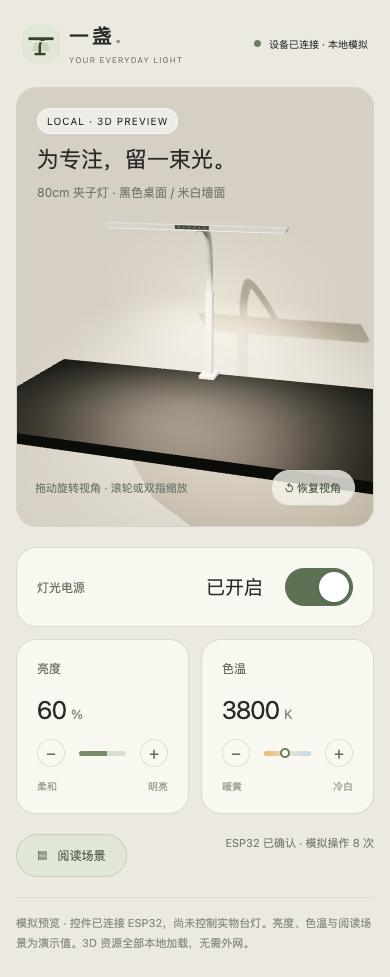 一盏.
YOUR EVERYDAY LIGHT
设备已连接 · 本地模拟
LOCAL · 3D PREVIEW
为专注，留一束光。
80cm 夹子灯 · 黑色桌面 / 米白墙面
拖动旋转视角 · 滚轮或双指缩放
恢复视角
灯光电源
已开启
亮度
60 %
柔和
明亮
色温
3800 K
暖黄
冷白
阅读场景
ESP32 已确认 · 模拟操作 8 次
模拟预览 · 控件已连接 ESP32，尚未控制实物台灯。亮度、色温与阅读场
景为演示值。3D 资源全部本地加载，无需外网。